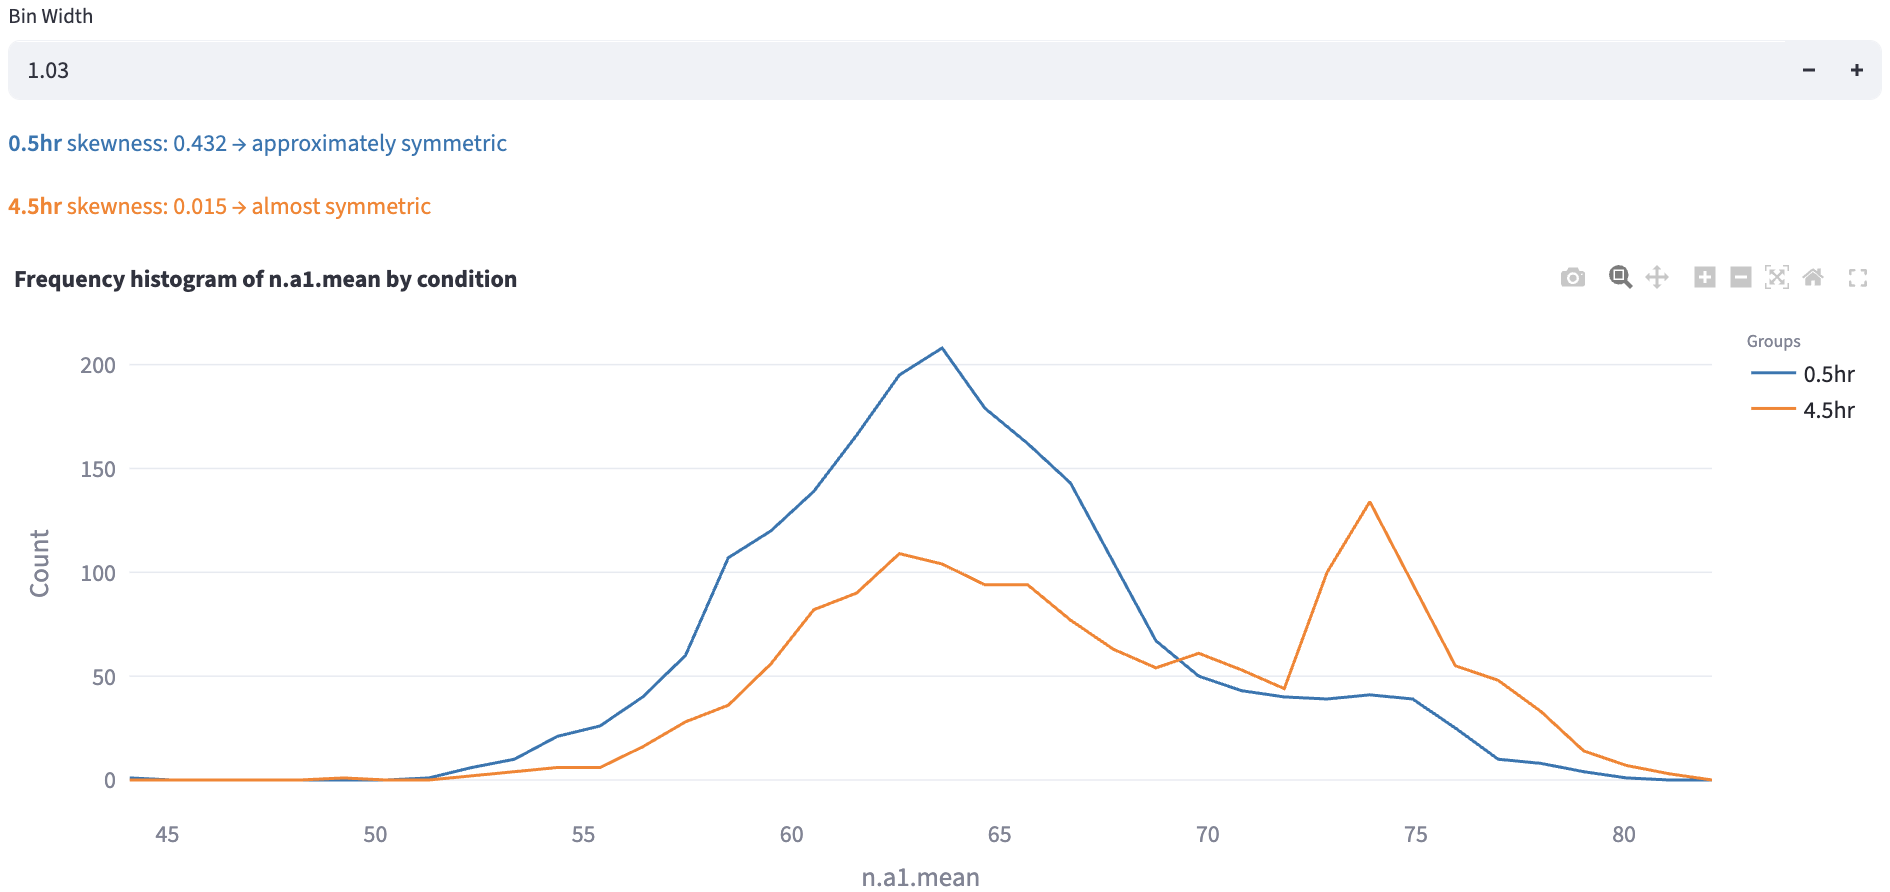 Bin Width
1.03
0.5hr skewness: 0.432 → approximately symmetric
4.5hr skewness: 0.015 → almost symmetric
Frequency histogram of n.a1.mean by condition
Groups
0.5hr
4.5hr
200
150
100
50
0
Count
45 50 55 60 65 70 75 80
n.a1.mean